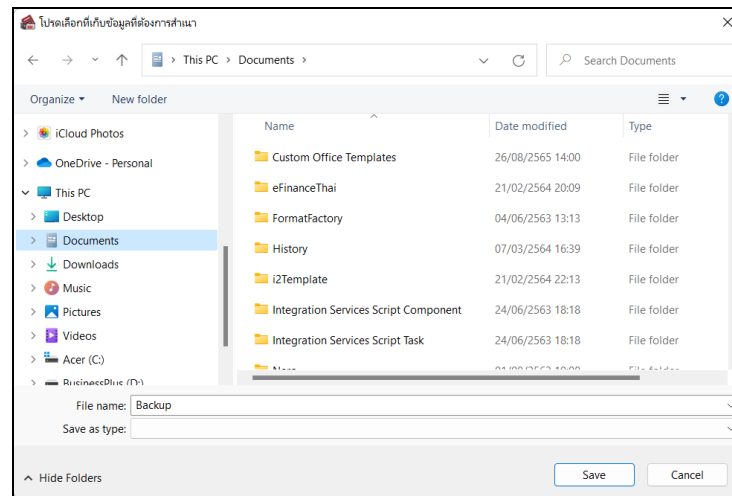 โปรดเลือกที่เก็บข้อมูลที่ต้องการสำเนา
This PC > Documents >
Search Documents
Organize New folder
Name Date modified Type
iCloud Photos
OneDrive - Personal
This PC
Desktop
Documents
Downloads
Music
Pictures
Videos
Acer (C:)
BusinessPlus (D:)
Custom Office Templates 26/08/2565 14:00 File folder
eFinanceThai 21/02/2564 20:09 File folder
FormatFactory 04/06/2563 13:13 File folder
History 07/03/2564 16:39 File folder
i2Template 21/02/2564 22:13 File folder
Integration Services Script Component 24/06/2563 18:18 File folder
Integration Services Script Task 24/06/2563 18:18 File folder
File name: Backup
Save as type:
Hide Folders
Save Cancel